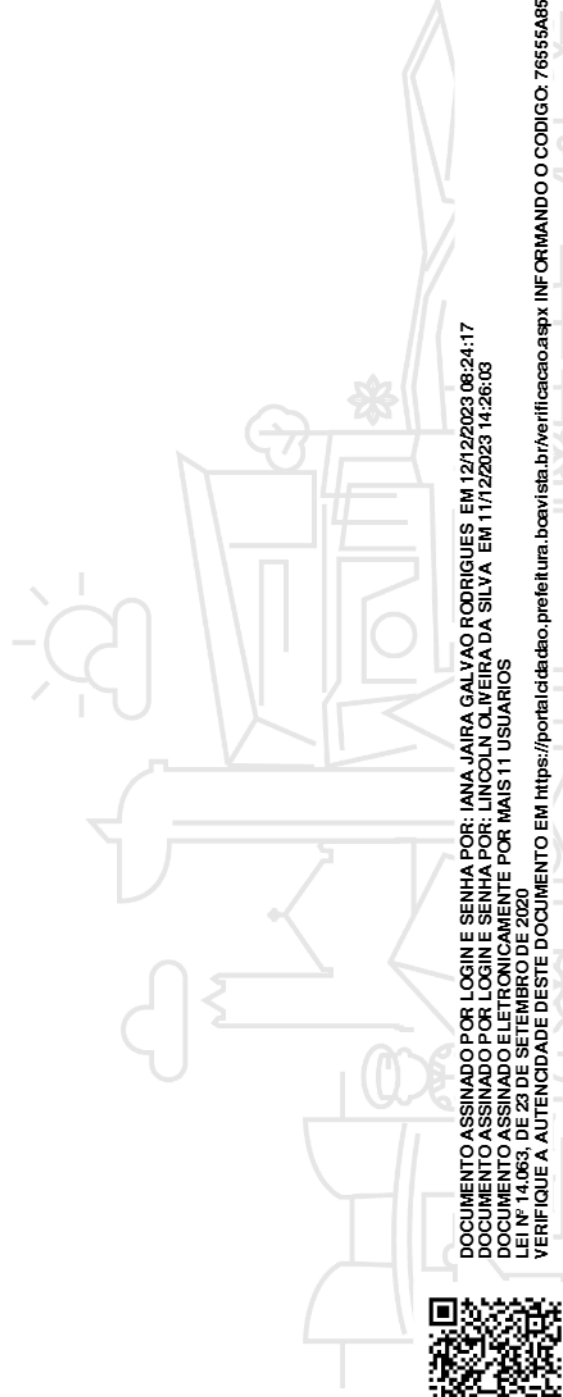 DOCUMENTO ASSINADO POR LOGIN E SENHA POR: IANA JAIRA GALVAO RODRIGUES EM 12/12/2023 08:24:17
DOCUMENTO ASSINADO POR LOGIN E SENHA POR: LINCOLN OLIVEIRA DA SILVA EM 11/12/2023 14:26:03
DOCUMENTO ASSINADO ELETRONICAMENTE POR MAIS 11 USUARIOS
LEI Nº 14.063, DE 23 DE SETEMBRO DE 2020
VERIFIQUE A AUTENCIDADE DESTE DOCUMENTO EM https://portalcidadao.prefeitura.boavista.br/verificacao.aspx INFORMANDO O CODIGO: 76555A85